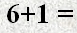 6+1 =